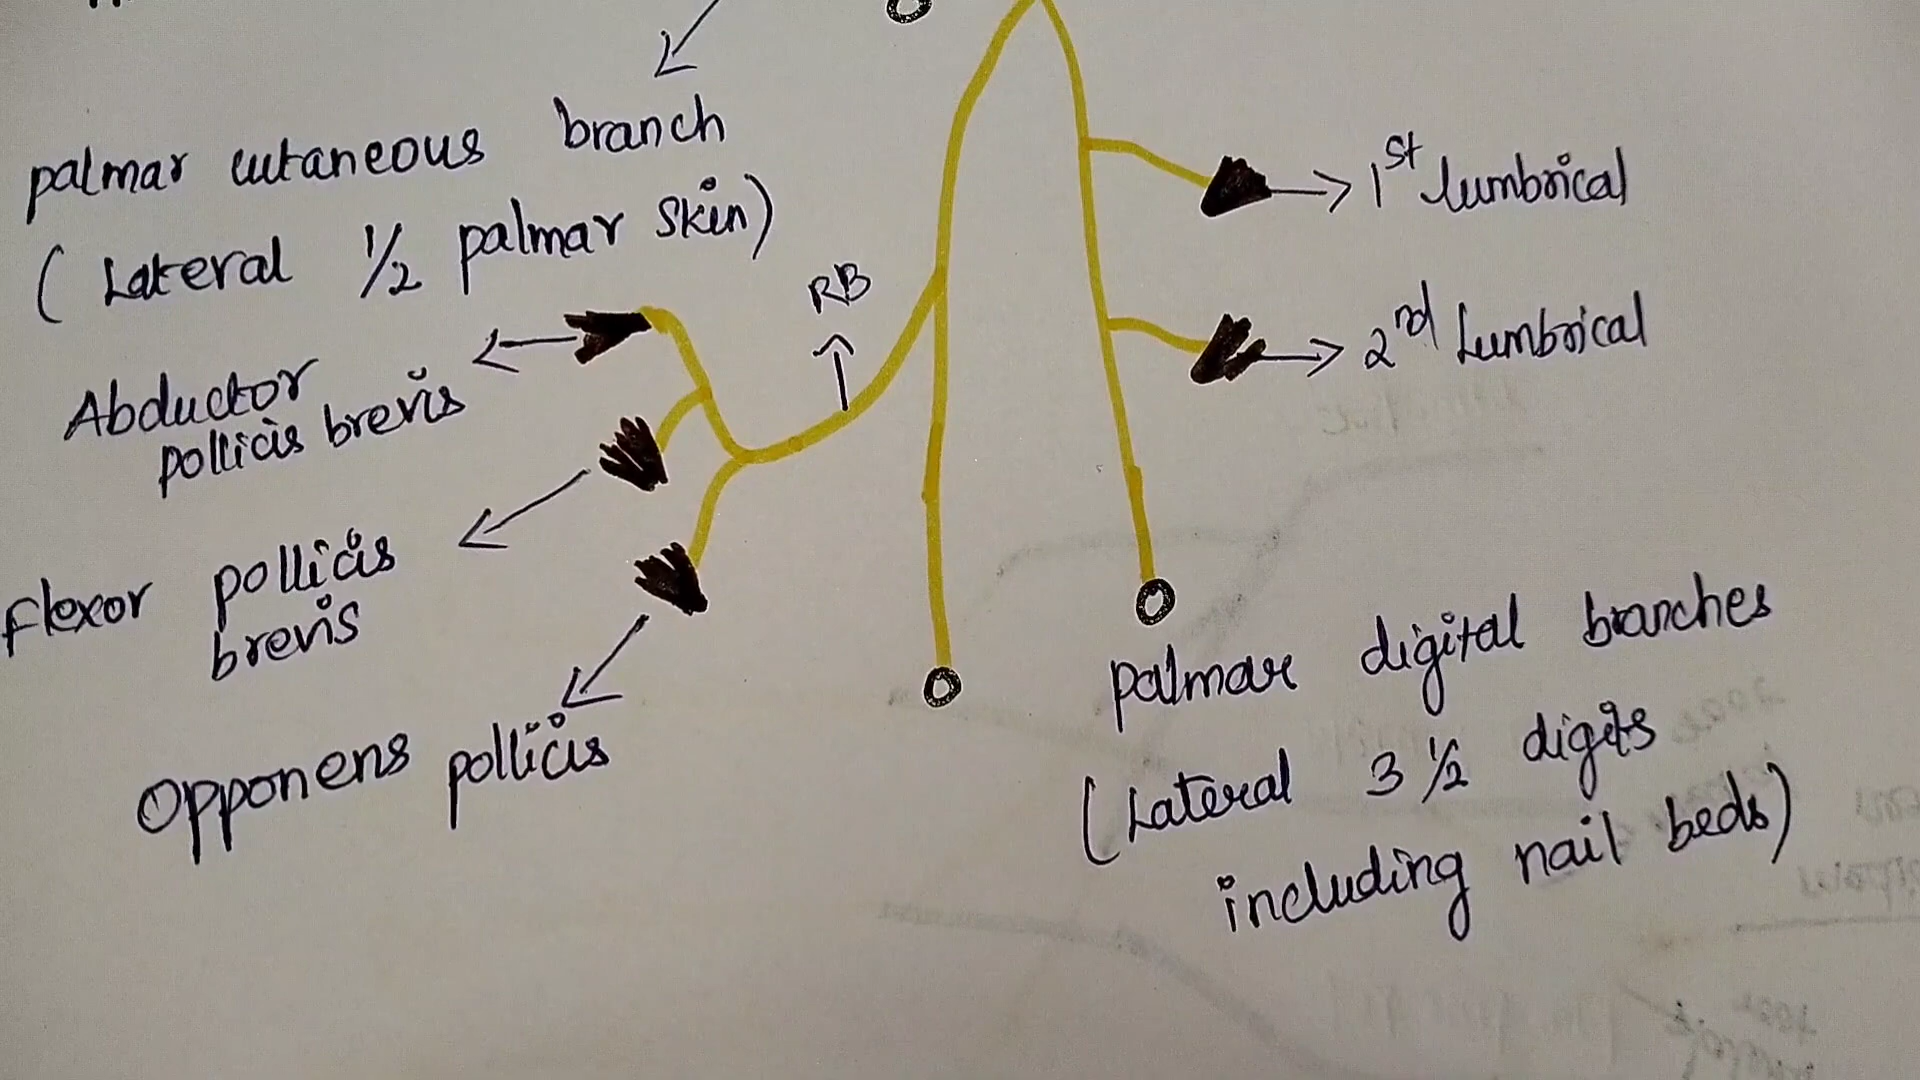 palmar cutaneous branch
(Lateral 1/2 palmar skin)
RB
1st lumbrical
2nd Lumbrical
Abductor
pollicis brevis
flexor pollicis
brevis
Opponens pollicis
palmar digital branches
(Lateral 3 1/2 digits
including nail beds)